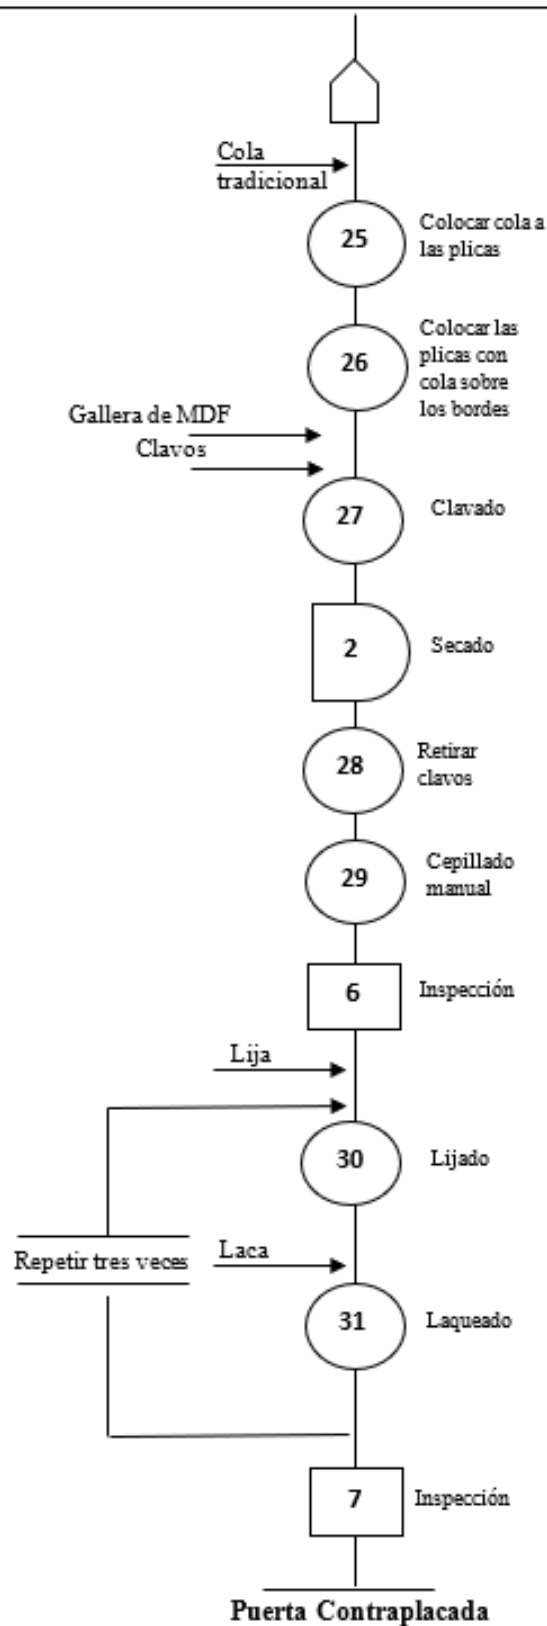 Cola
tradicional
25
Colocar cola a
las plicas
26
Colocar las
plicas con
cola sobre
los bordes
Gallera de MDF
Clavos
27
Clavado
2
Secado
28
Retirar
clavos
29
Cepillado
manual
6
Inspección
Lija
30
Lijado
Repetir tres veces
Laca
31
Laqueado
7
Inspección
Puerta Contraplacada